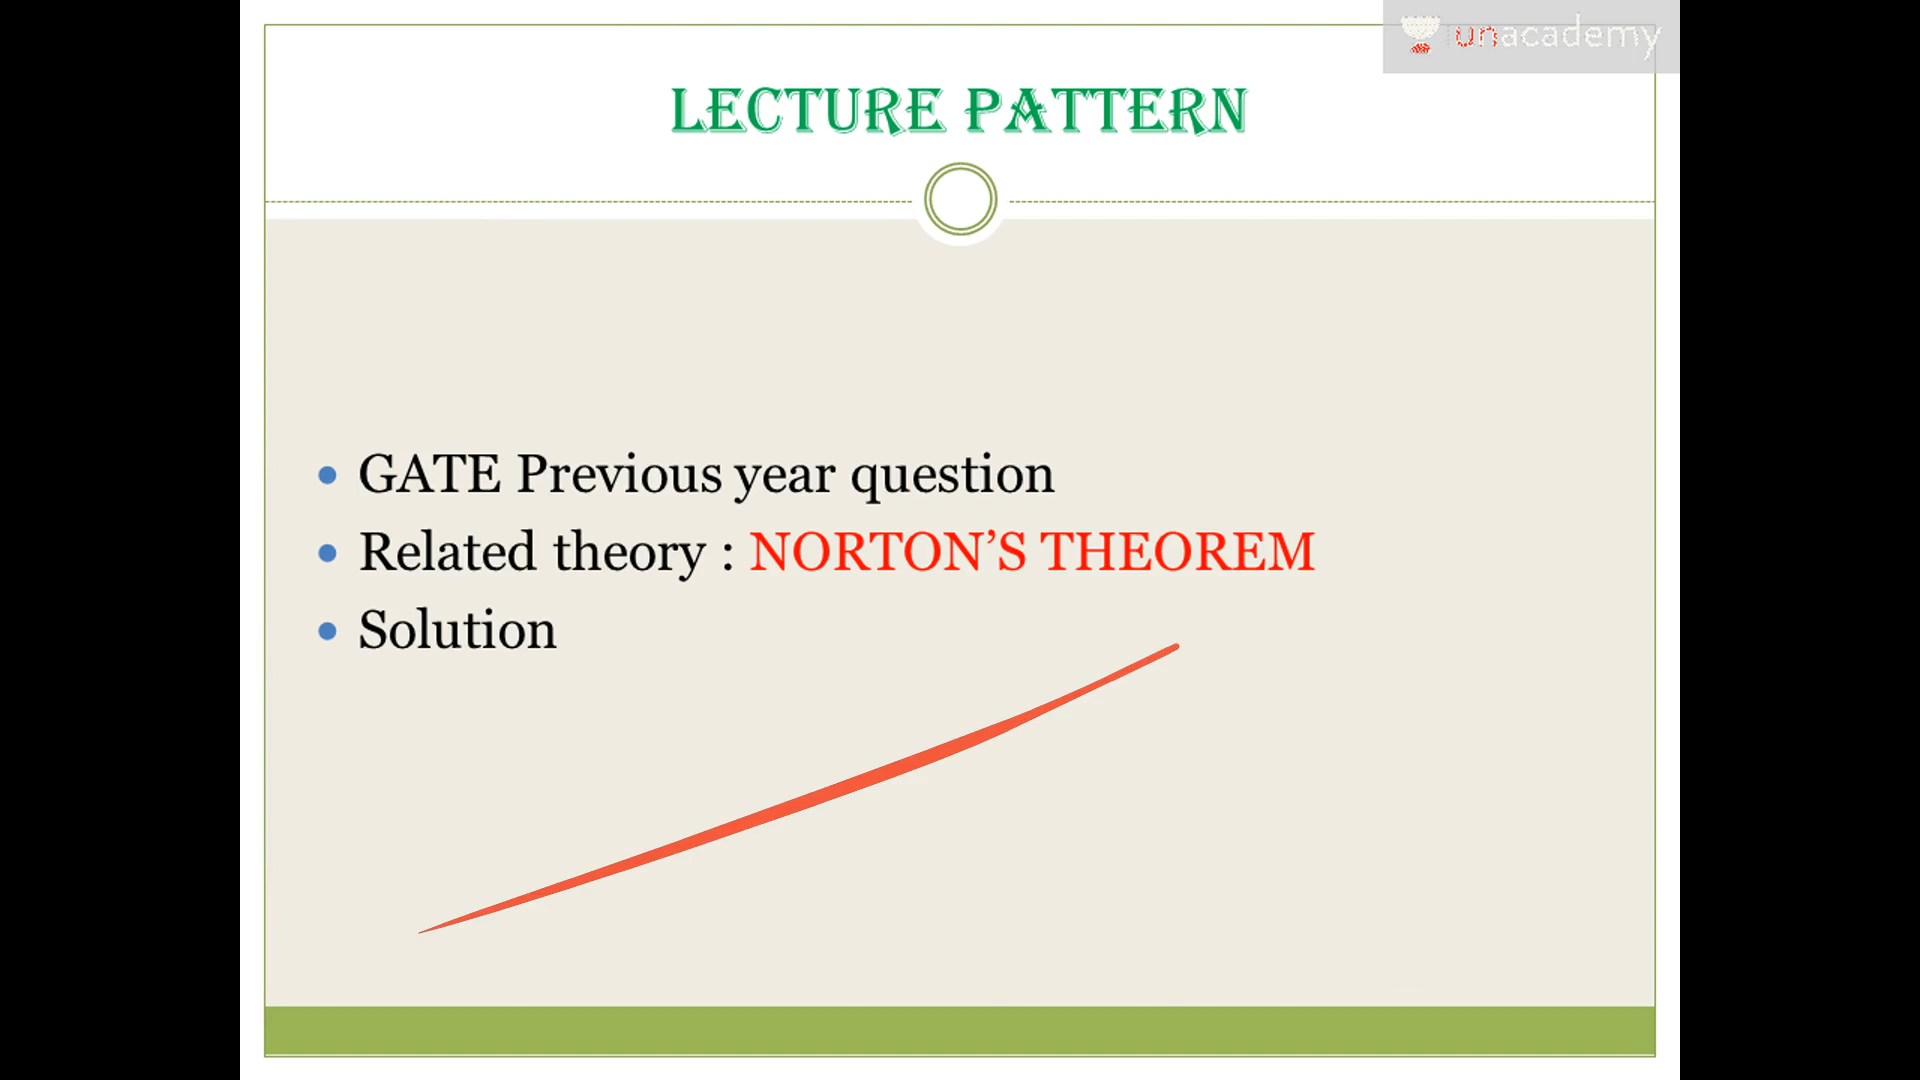 unacademy
LECTURE PATTERN
GATE Previous year question
Related theory : NORTON’S THEOREM
Solution